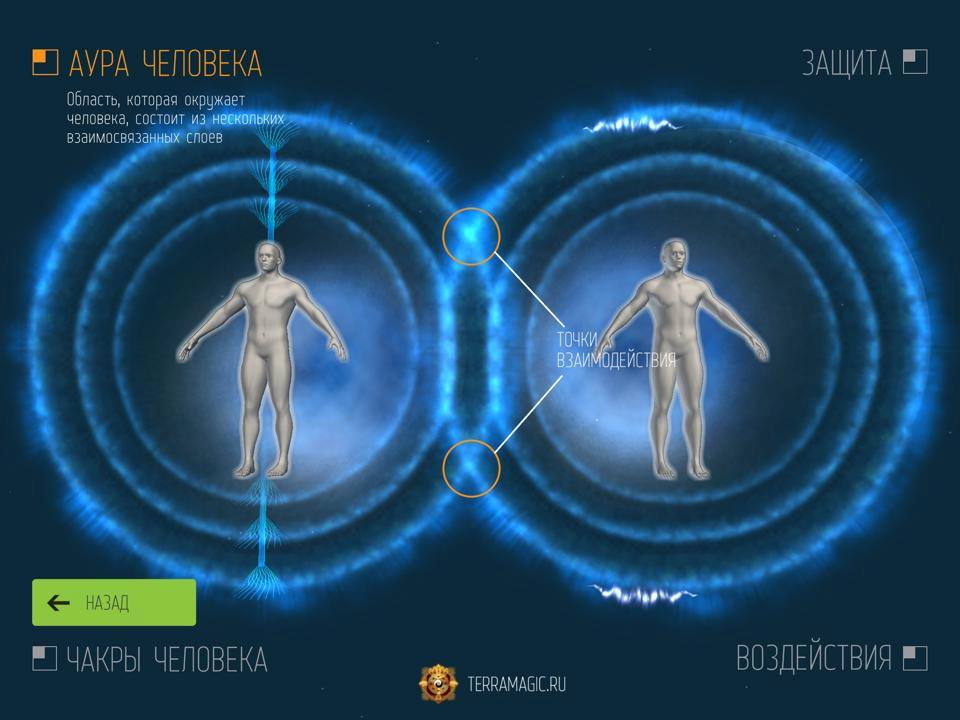 АУРА ЧЕЛОВЕКА
ЗАЩИТА
Область, которая окружает
человека, состоит из нескольких
взаимосвязанных слоев
ТОЧКИ
ВЗАИМОДЕЙСТВИЯ
НАЗАД
ЧАКРЫ ЧЕЛОВЕКА
ВОЗДЕЙСТВИЯ
TERRAMAGIC.RU